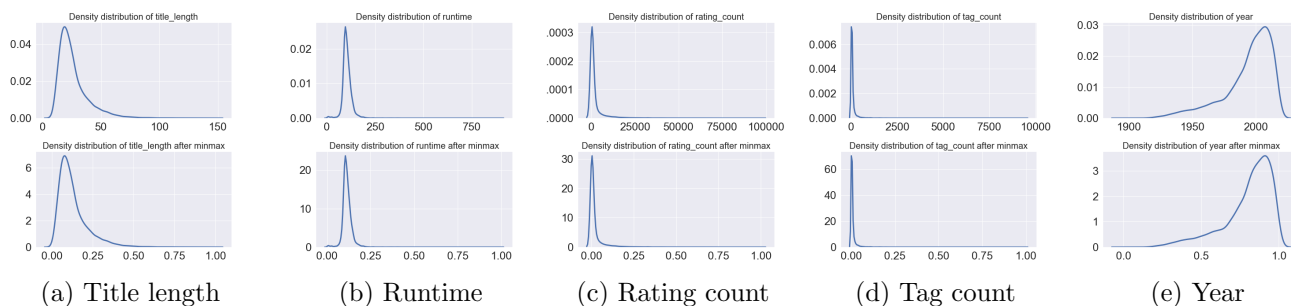 Density distribution of title_length
0.04
0.02
0.00
0 50 100 150
Density distribution of title_length after minmax
6
4
2
0
0.00 0.25 0.50 0.75 1.00
(a) Title length
Density distribution of runtime
0.02
0.01
0.00
0 250 500 750
Density distribution of runtime after minmax
20
10
0
0.00 0.25 0.50 0.75 1.00
(b) Runtime
Density distribution of rating_count
.0003
.0002
.0001
.0000
0 25000 50000 75000 100000
Density distribution of rating_count after minmax
30
20
10
0
0.00 0.25 0.50 0.75 1.00
(c) Rating count
Density distribution of tag_count
0.006
0.004
0.002
0.000
0 2500 5000 7500 10000
Density distribution of tag_count after minmax
60
40
20
0
0.00 0.25 0.50 0.75 1.00
(d) Tag count
Density distribution of year
0.03
0.02
0.01
0.00
1900 1950 2000
Density distribution of year after minmax
3
2
1
0
0.0 0.5 1.0
(e) Year